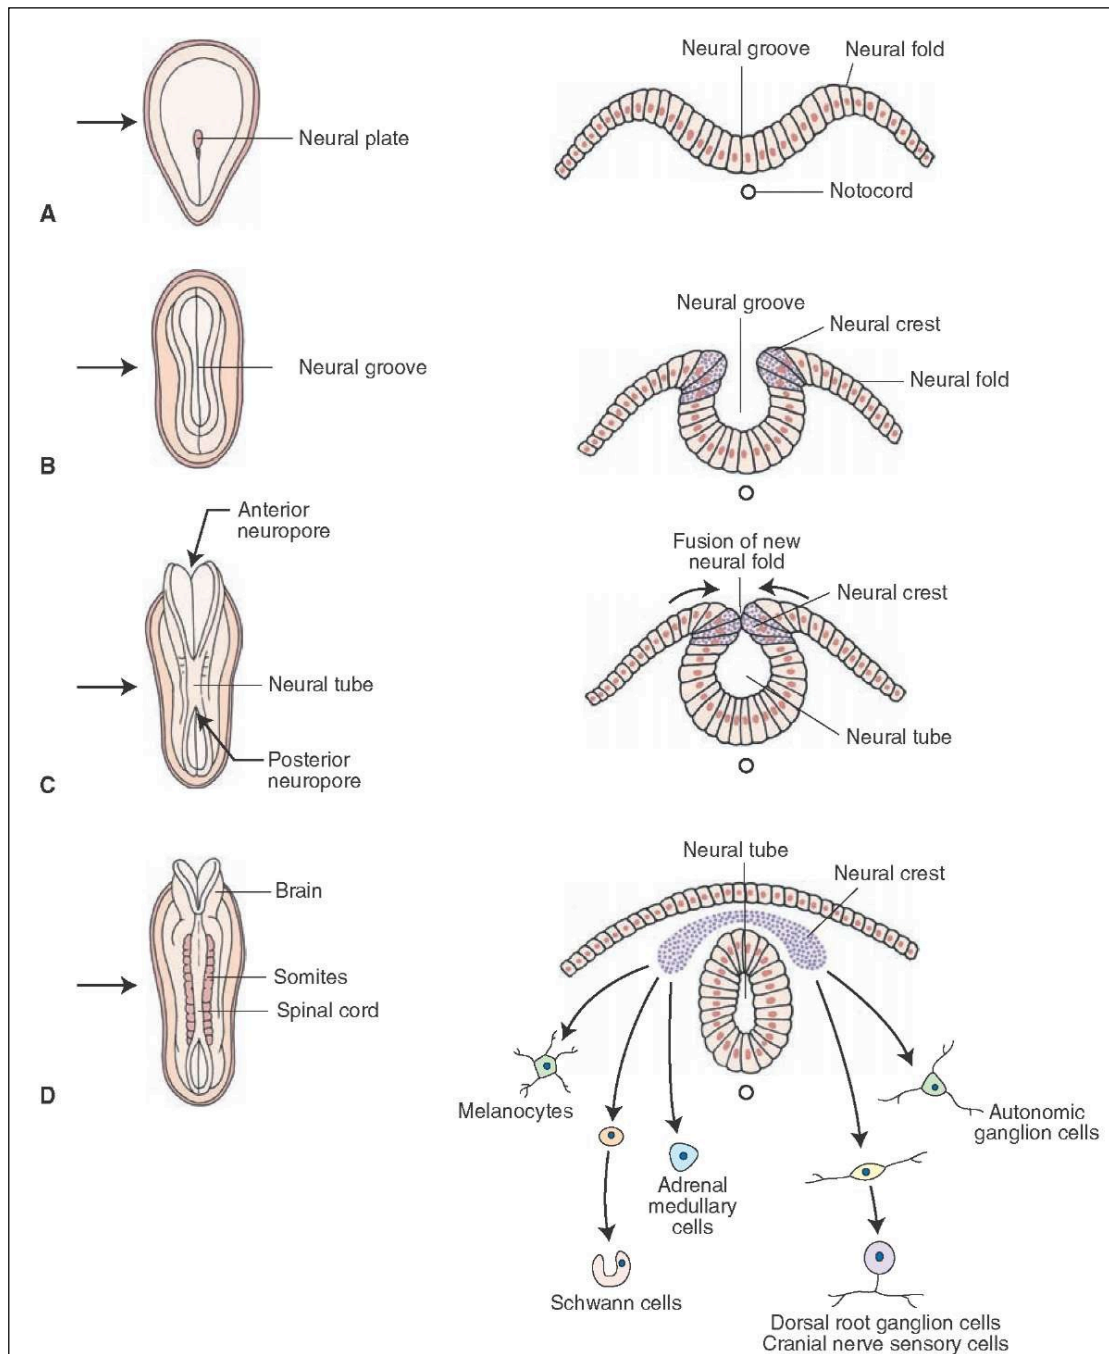 Neural groove
Neural fold
Neural plate
Notocord
A
Neural groove
Neural crest
Neural groove
Neural fold
B
Anterior
neuropore
Fusion of new
neural fold
Neural crest
Neural tube
Neural tube
Posterior
neuropore
C
Neural tube
Neural crest
Brain
Somites
Spinal cord
D
Melanocytes
Autonomic
ganglion cells
Adrenal
medullary
cells
Schwann cells
Dorsal root ganglion cells
Cranial nerve sensory cells